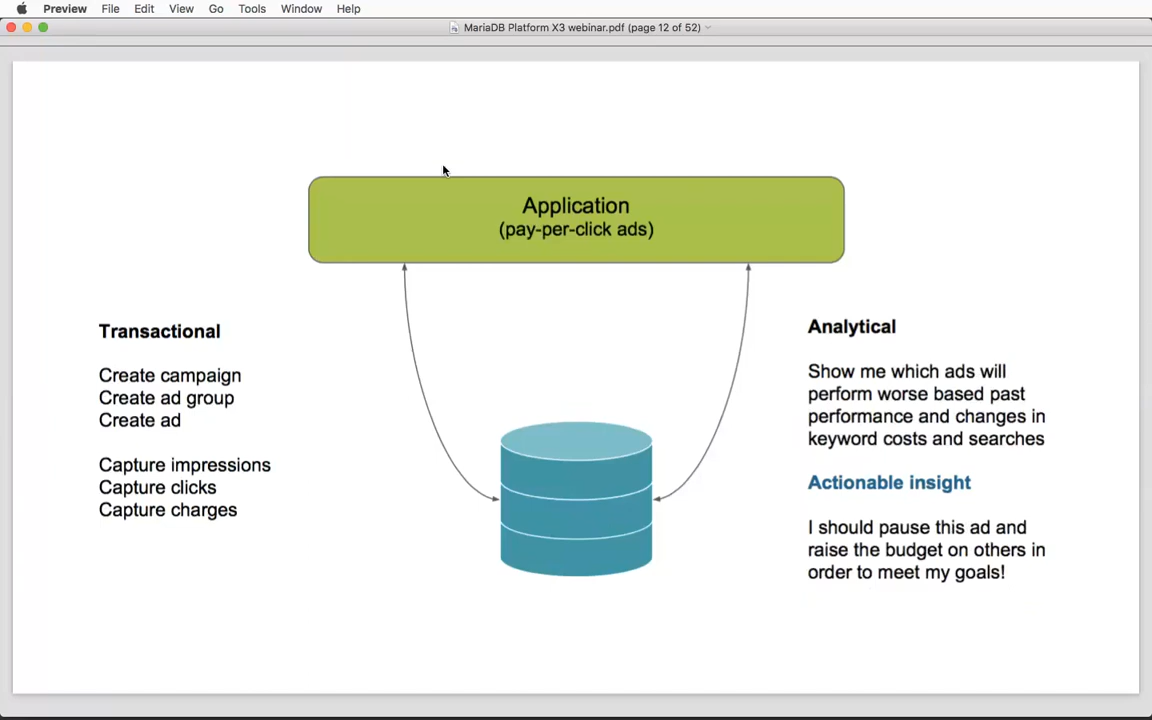 Preview File Edit View Go Tools Window Help
MariaDB Platform X3 webinar.pdf (page 12 of 52)
Application
(pay-per-click ads)
Transactional
Create campaign
Create ad group
Create ad
Capture impressions
Capture clicks
Capture charges
Analytical
Show me which ads will
perform worse based past
performance and changes in
keyword costs and searches
Actionable insight
I should pause this ad and
raise the budget on others in
order to meet my goals!